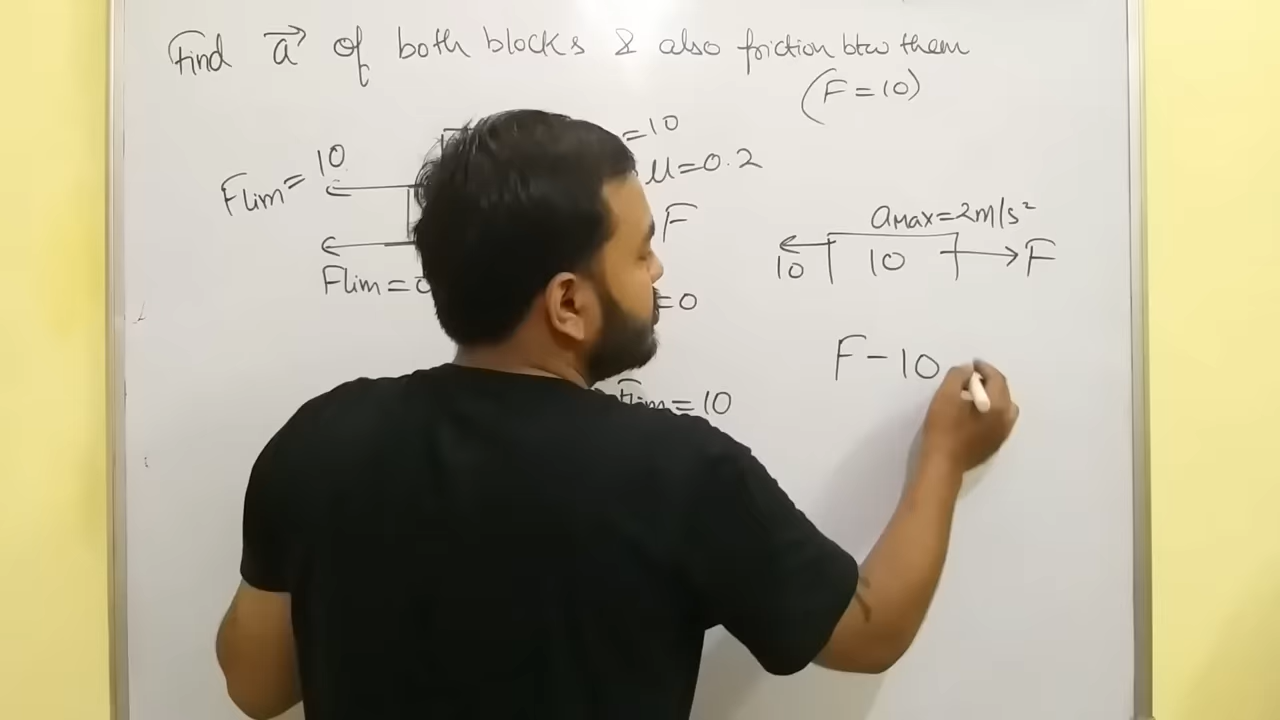 Find a⃗ of both blocks & also friction btw them
(F=10)
=10
Flim=10
μ=0.2
F
amax=2m/s²
10 10 F
Flim=0
=0
F-10
Flim=10